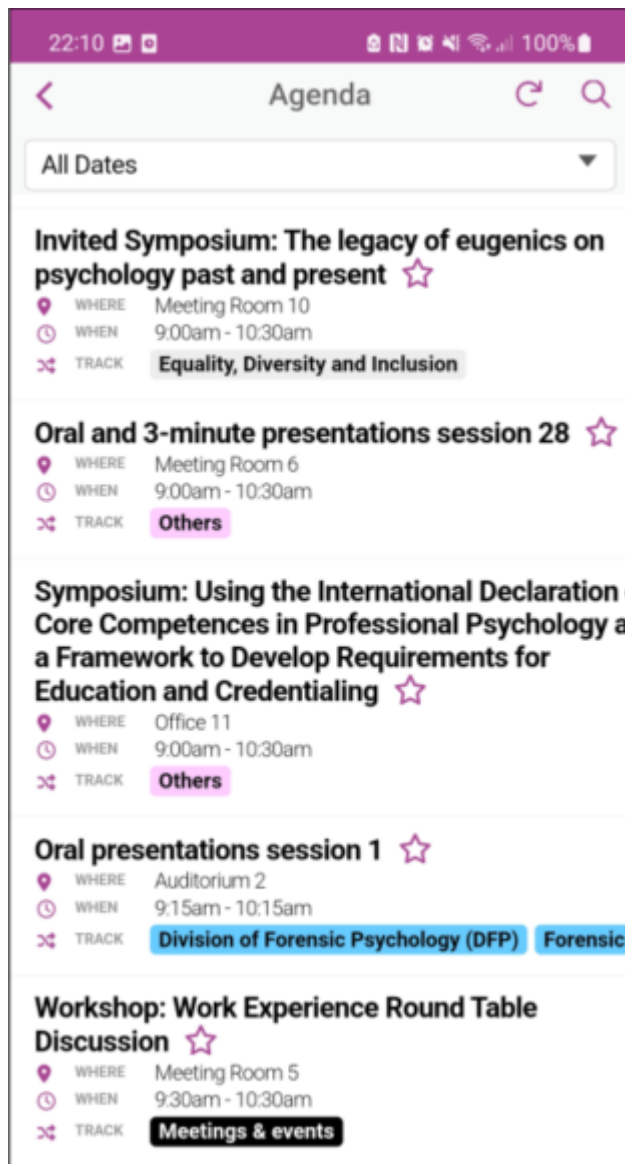 22:10 100%
Agenda
All Dates
Invited Symposium: The legacy of eugenics on
psychology past and present
WHERE Meeting Room 10
WHEN 9:00am - 10:30am
TRACK Equality, Diversity and Inclusion
Oral and 3-minute presentations session 28
WHERE Meeting Room 6
WHEN 9:00am - 10:30am
TRACK Others
Symposium: Using the International Declaration
Core Competences in Professional Psychology a
a Framework to Develop Requirements for
Education and Credentialing
WHERE Office 11
WHEN 9:00am - 10:30am
TRACK Others
Oral presentations session 1
WHERE Auditorium 2
WHEN 9:15am - 10:15am
TRACK Division of Forensic Psychology (DFP) Forensic
Workshop: Work Experience Round Table
Discussion
WHERE Meeting Room 5
WHEN 9:30am - 10:30am
TRACK Meetings & events